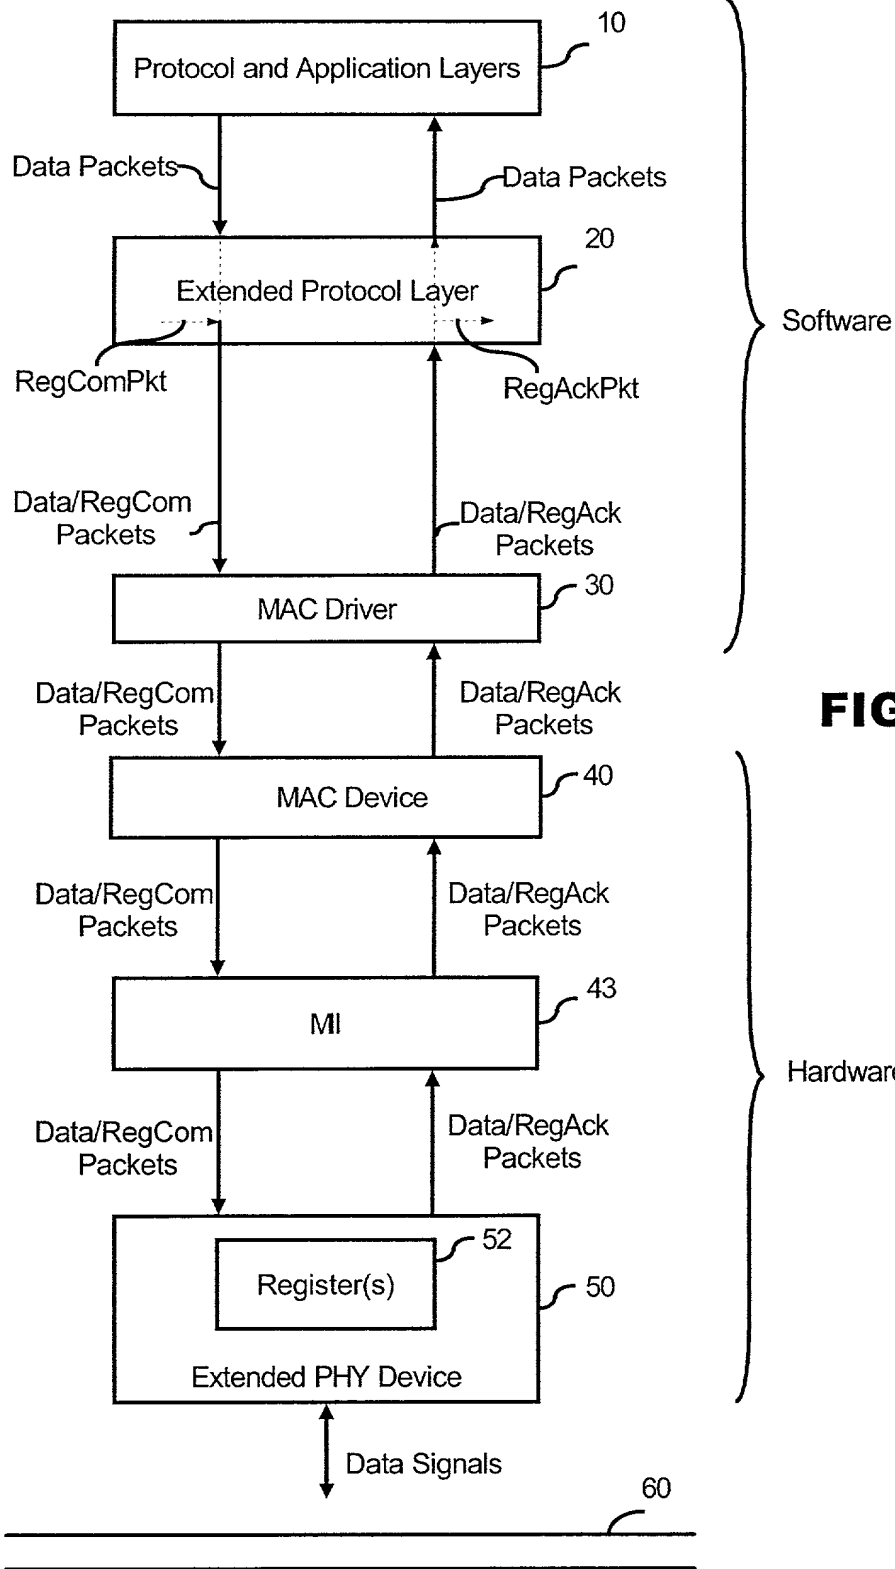 10
Protocol and Application Layers
Data Packets
Data Packets
20
Extended Protocol Layer
Software
RegComPkt
RegAckPkt
Data/RegCom
Packets
Data/RegAck
Packets
30
MAC Driver
Data/RegCom
Packets
Data/RegAck
Packets
FIG
40
MAC Device
Data/RegCom
Packets
Data/RegAck
Packets
43
MII
Hardware
Data/RegCom
Packets
Data/RegAck
Packets
52
Register(s)
50
Extended PHY Device
Data Signals
60